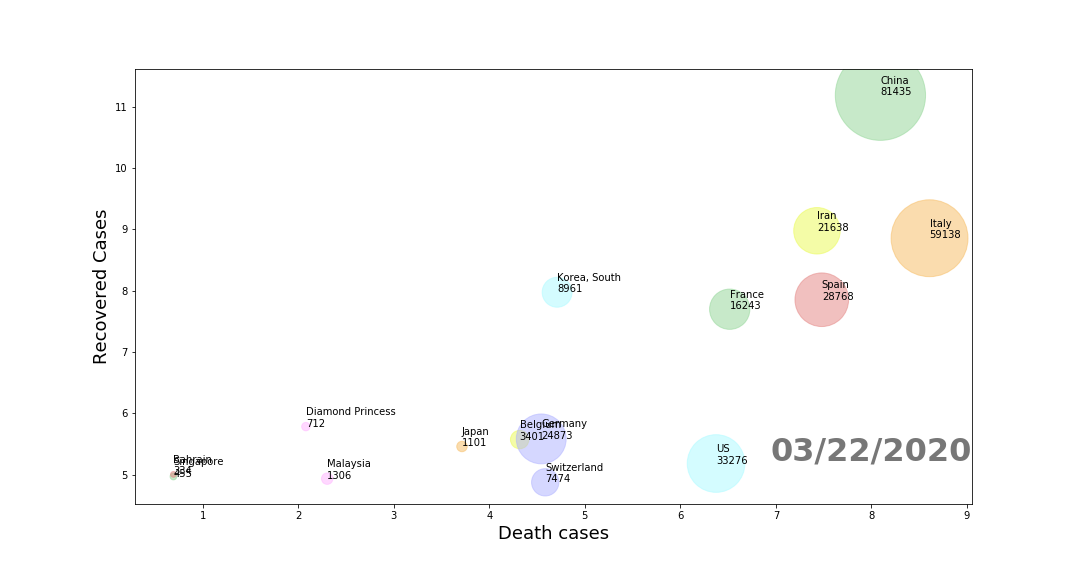 China
81435
Iran
21638
Italy
59138
Korea, South
8961
France
16243
Spain
28768
Diamond Princess
712
Japan
1101
Belgium
3401
Germany
24873
US
33276
03/22/2020
Bahrain
Singapore
455
Malaysia
1306
Switzerland
7474
11
10
9
8
7
6
5
Recovered Cases
1
2
3
4
5
6
7
8
9
Death cases